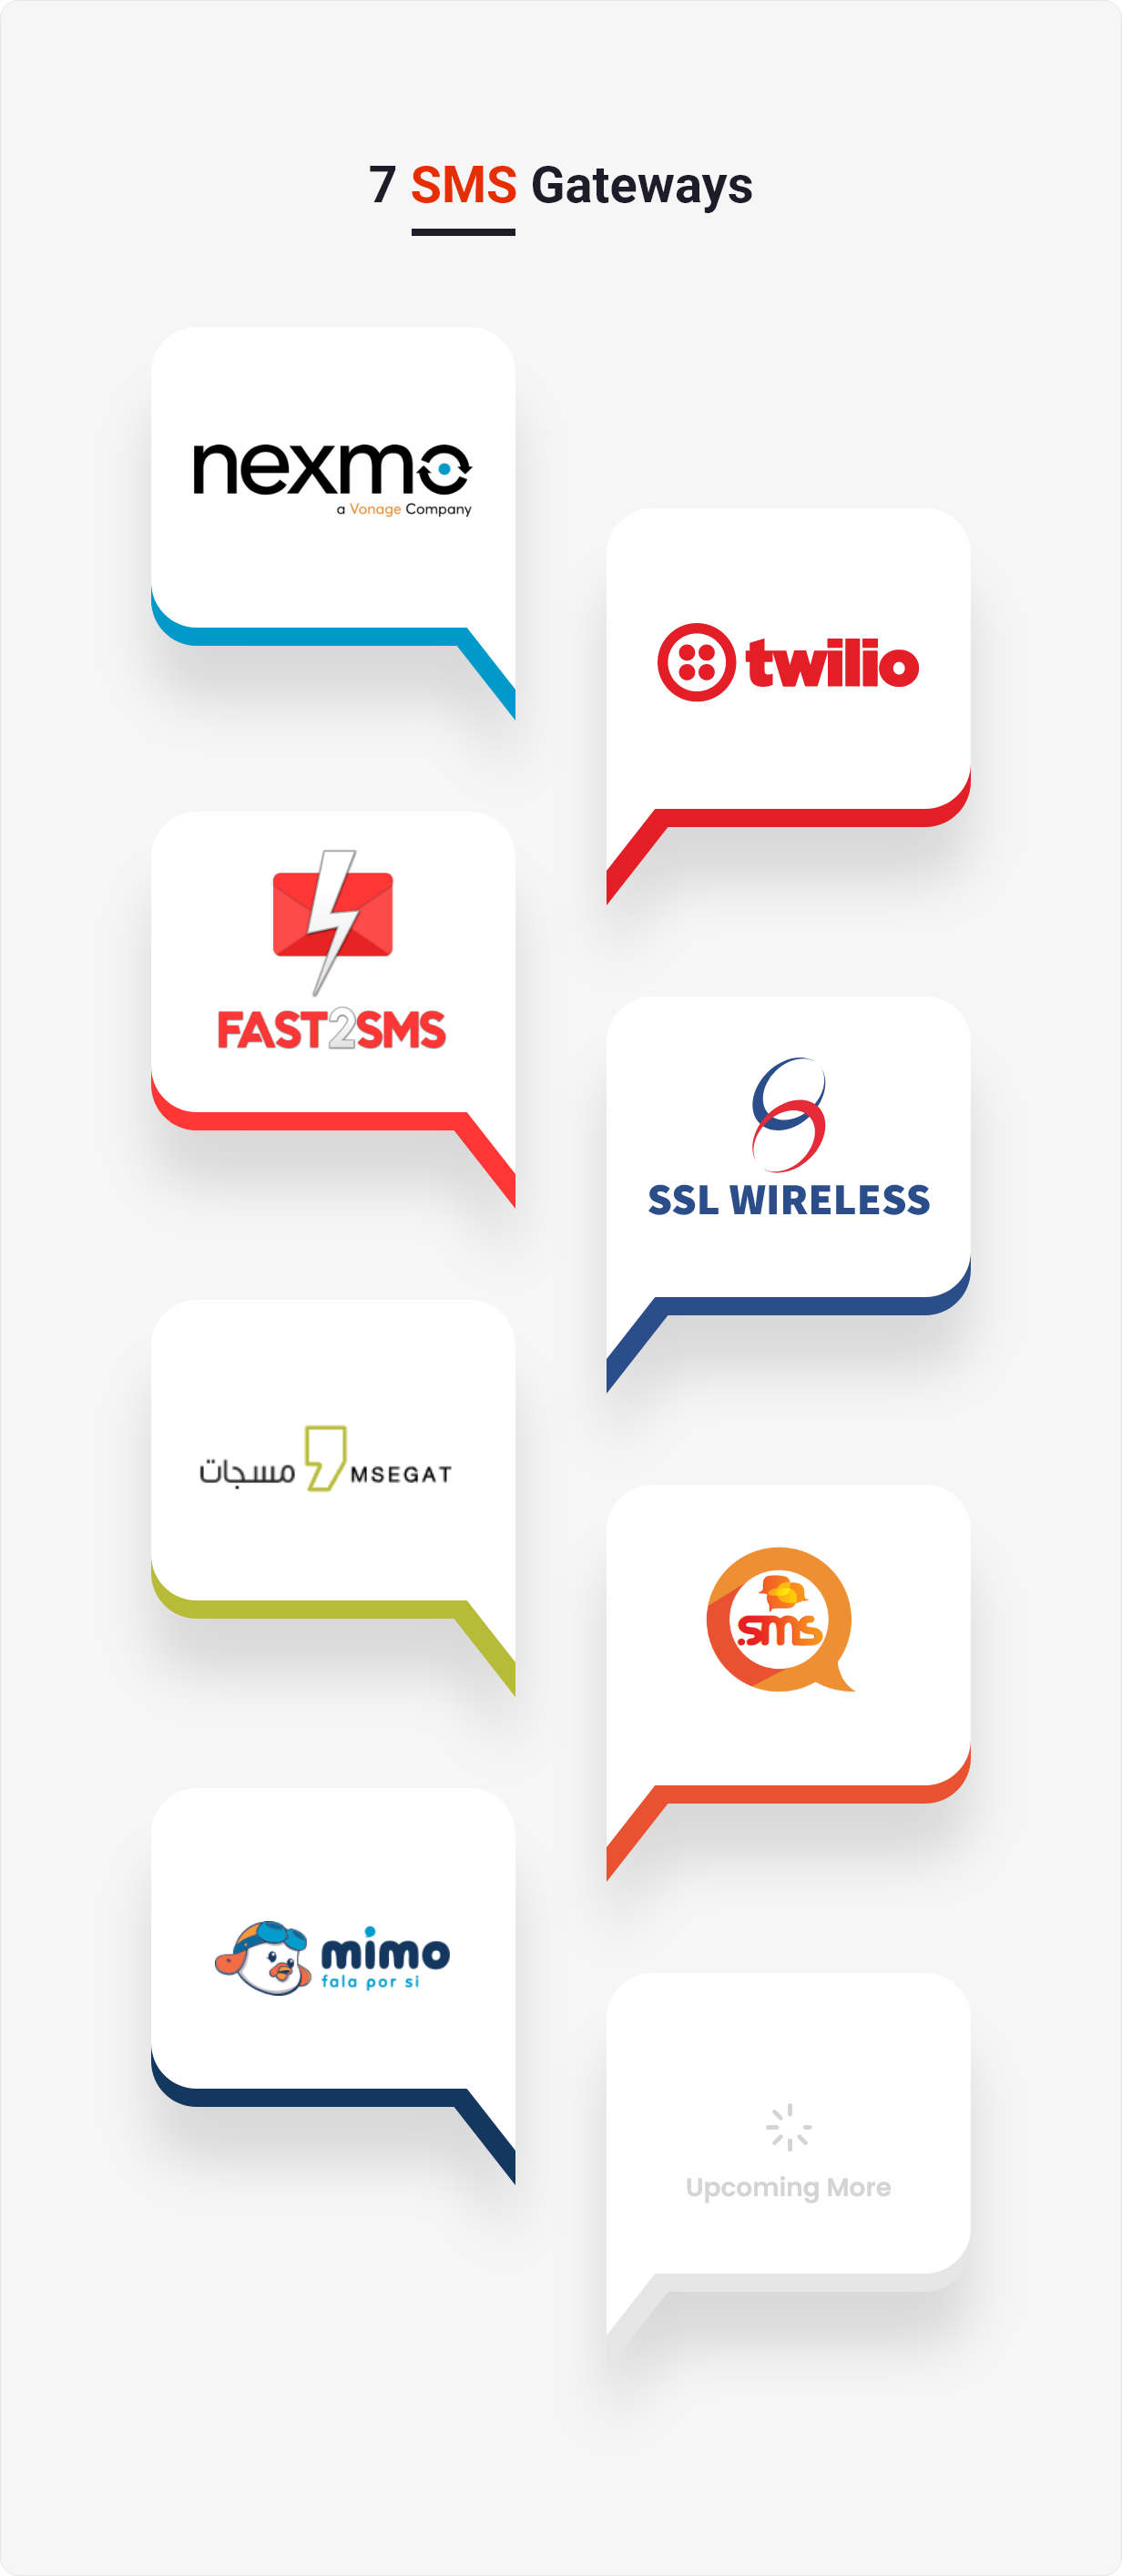 7 SMS Gateways
nexmo
a Vonage Company
twilio
FAST2SMS
SSL WIRELESS
مسجات MSEGAT
.sms
mimo
fala por si
Upcoming More